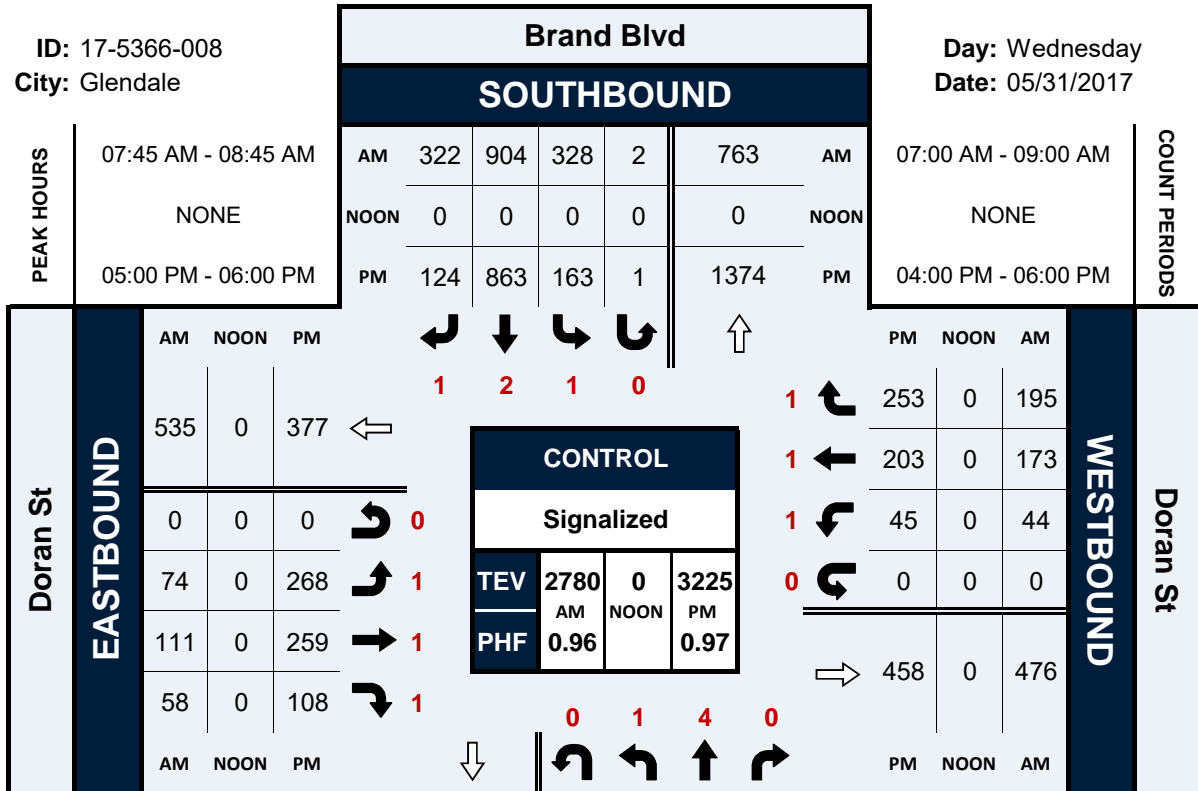 Brand Blvd
ID: 17-5366-008
City: Glendale
Day: Wednesday
Date: 05/31/2017
SOUTHBOUND
PEAK HOURS
07:45 AM - 08:45 AM
NONE
05:00 PM - 06:00 PM
AM 322 904 328 2 763 AM
NOON 0 0 0 0 0 NOON
PM 124 863 163 1 1374 PM
07:00 AM - 09:00 AM
NONE
04:00 PM - 06:00 PM
COUNT PERIODS
1 2 1 0
Doran St
EASTBOUND
AM NOON PM
535 0 377
0 0 0 0
74 0 268 1
111 0 259 1
58 0 108 1
AM NOON PM
CONTROL
Signalized
TEV 2780 0 3225
AM NOON PM
PHF 0.96 0.97
0 1 4 0
PM NOON AM
1 253 0 195
1 203 0 173
1 45 0 44
0 0 0 0
458 0 476
PM NOON AM
WESTBOUND
Doran St